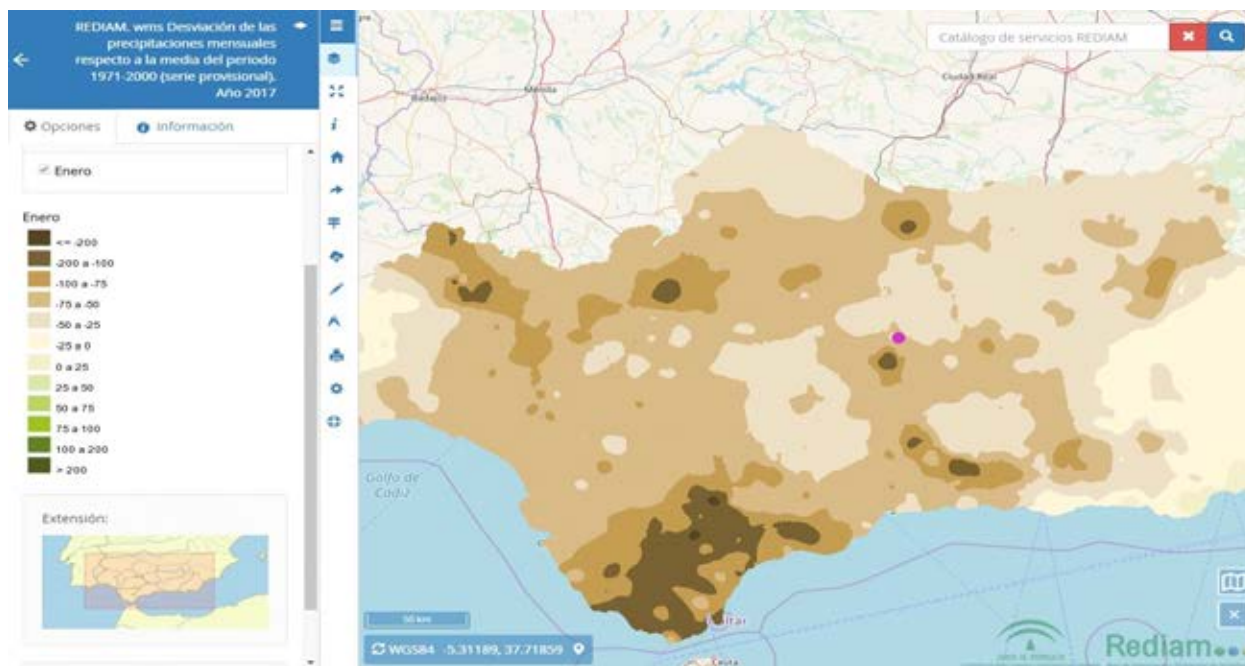 REDIAM. wms Desviación de las
precipitaciones mensuales
respecto a la media del periodo
1971-2000 (serie provisional).
Año 2017
Opciones
Información
Enero
Enero
<= -200
-200 a -100
-100 a -75
-75 a -50
-50 a -25
-25 a 0
0 a 25
25 a 50
50 a 75
75 a 100
100 a 200
> 200
Extensión:
Catálogo de servicios REDIAM
Ciudad Real
Badajoz
Mérida
Golfo de
Cádiz
50 km
WGS84 -5.31189, 37.71859
Ceuta
Rediam